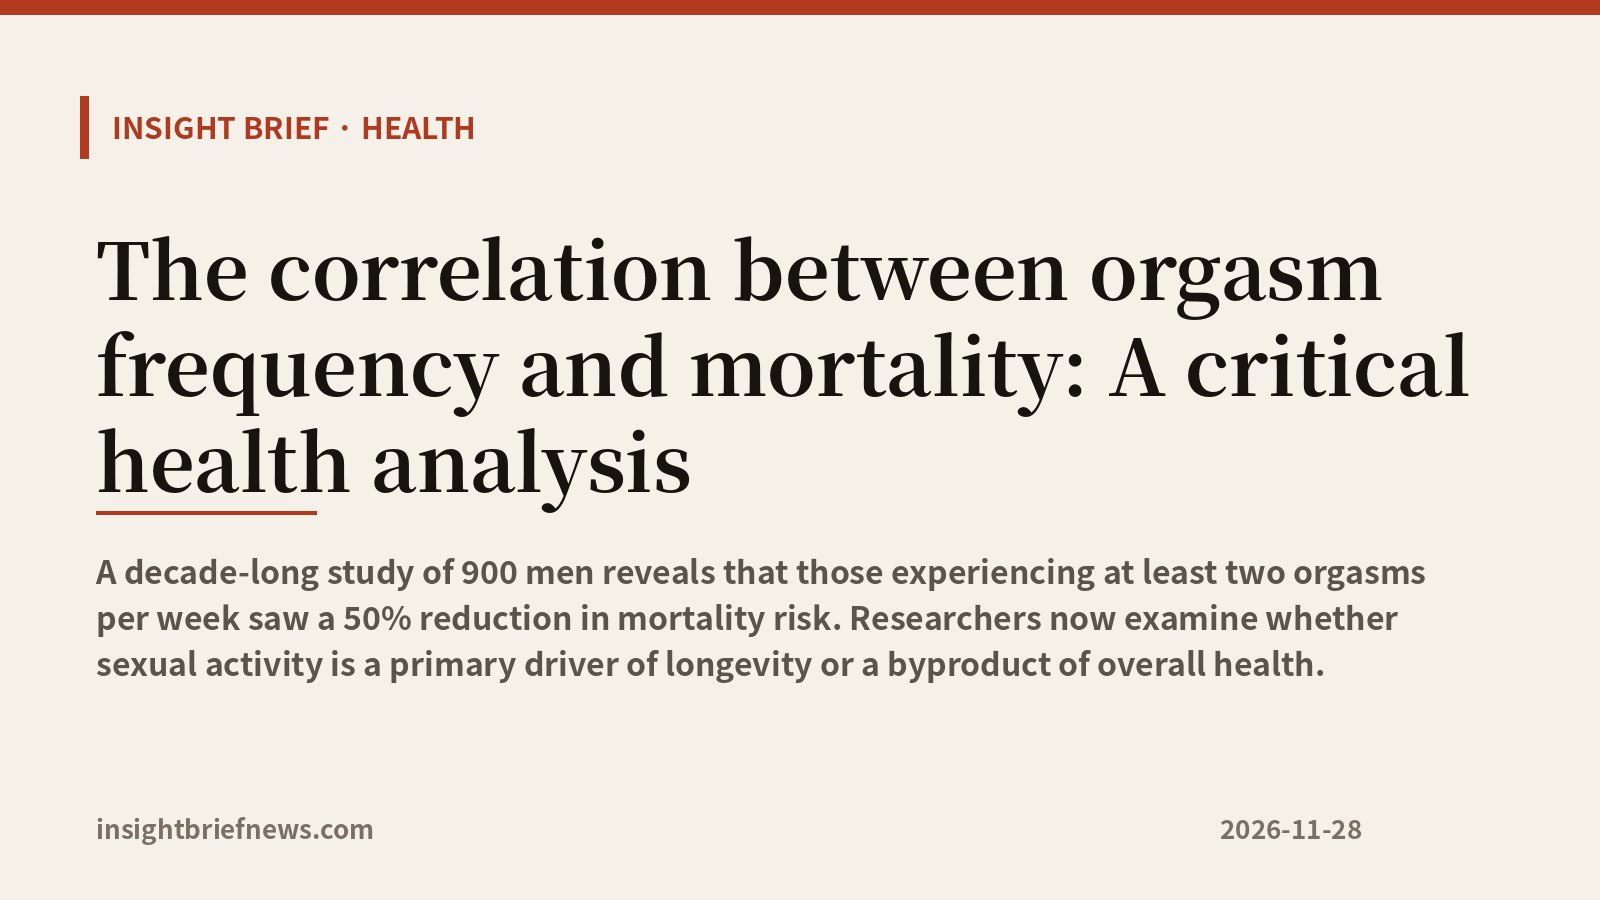 INSIGHT BRIEF · HEALTH
The correlation between orgasm
frequency and mortality: A critical
health analysis
A decade-long study of 900 men reveals that those experiencing at least two orgasms
per week saw a 50% reduction in mortality risk. Researchers now examine whether
sexual activity is a primary driver of longevity or a byproduct of overall health.
insightbriefnews.com
2026-11-28